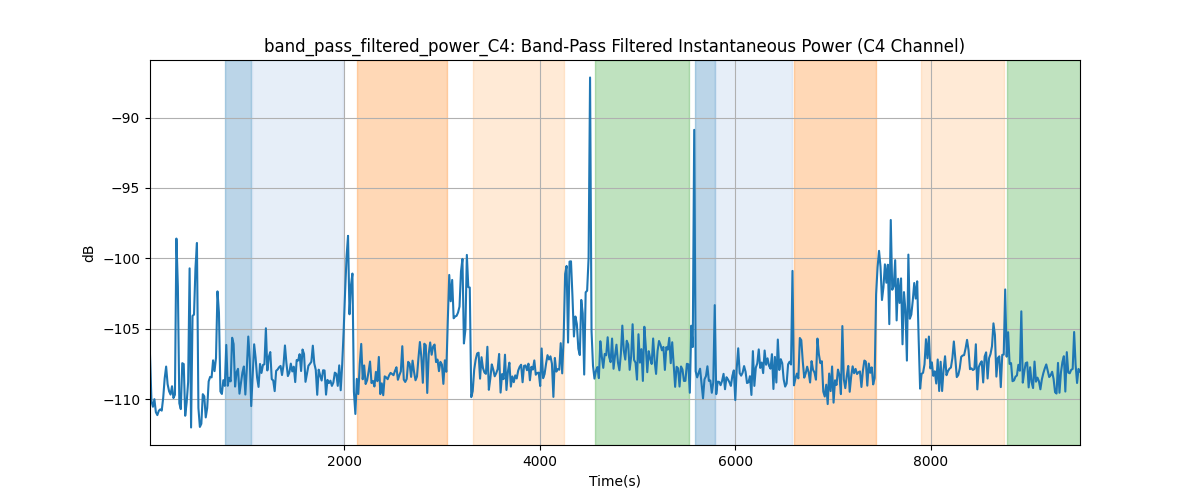 band_pass_filtered_power_C4: Band-Pass Filtered Instantaneous Power (C4 Channel)
−90
−95
−100
−105
−110
dB
2000 4000 6000 8000
Time(s)